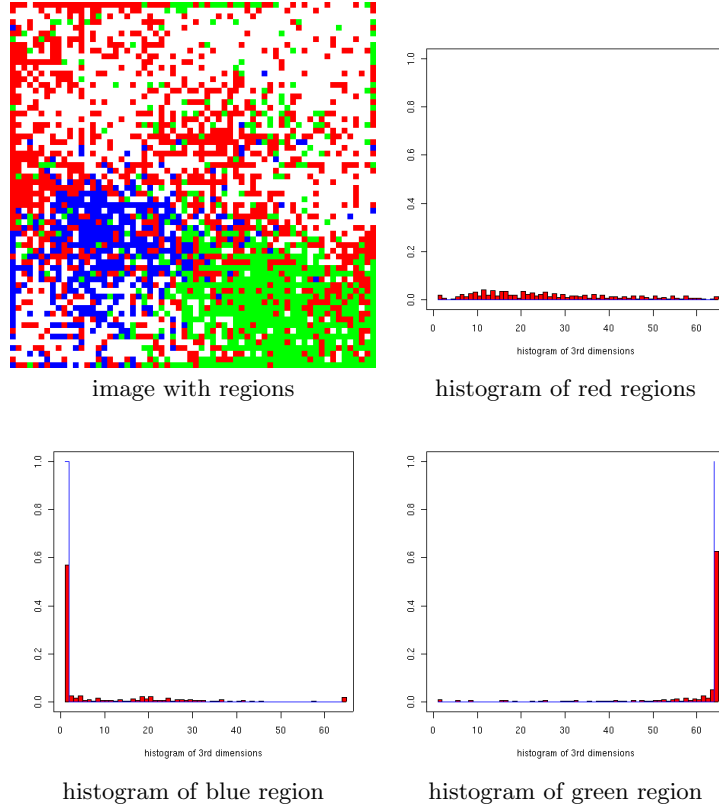 0.0 0.2 0.4 0.6 0.8 1.0
0 10 20 30 40 50 60
histogram of 3rd dimensions
image with regions
histogram of red regions
0.0 0.2 0.4 0.6 0.8 1.0
0 10 20 30 40 50 60
histogram of 3rd dimensions
0.0 0.2 0.4 0.6 0.8 1.0
0 10 20 30 40 50 60
histogram of 3rd dimensions
histogram of blue region
histogram of green region